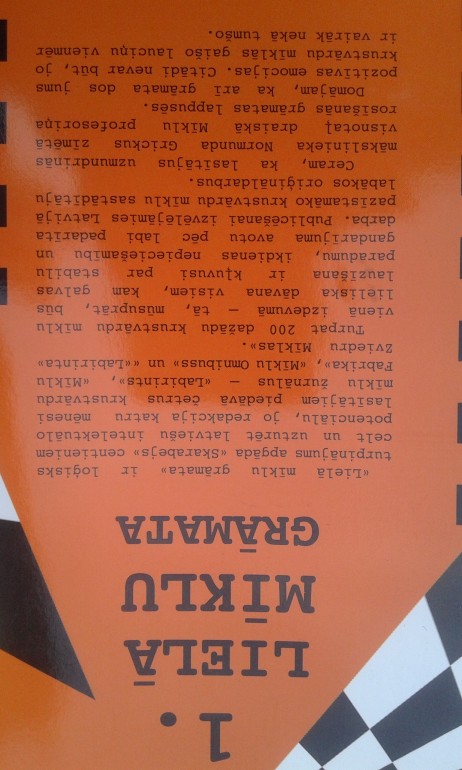 1.
LIELĀ
MĪKLU
GRĀMATA
«Lielā mīklu grāmata» ir loģisks
turpinājums apgāda «Skarabejs» centieniem
celt un uzturēt latviešu intelektuālo
potenciālu, jo redakcija katru mēnesi
lasītājiem piedāvā četrus krustvārdu
mīklu žurnālus — «Labirints», «Mīklu
Fabrika», «Mīklu Omnibuss» un «Labirinta
Zviedru Mīklas».
Turpat 200 dažādu krustvārdu mīklu
vienā izdevumā — tā, mūsuprāt, būs
lieliska dāvana visiem, kam galvas
lauzīšana ir kļuvusi par stabilu
paradumu, ikdienas nepieciešamību un
gandarījuma avotu pēc labi padarīta
darba. Publicēšanai izvēlējāmies Latvijā
pazīstamāko krustvārdu mīklu sastādītāju
labākos oriģināldarbus.
Ceram, ka lasītājus uzmundrinās
mākslinieka Normunda Grickus zīmētā
visnotaļ draiskā Mīklu profesoriņa
rosīšanās grāmatas lappusēs.
Domājam, ka arī grāmata dos jums
pozitīvas emocijas. Citādi nevar būt, jo
krustvārdu mīklās gaišo lauciņu vienmēr
ir vairāk nekā tumšo.